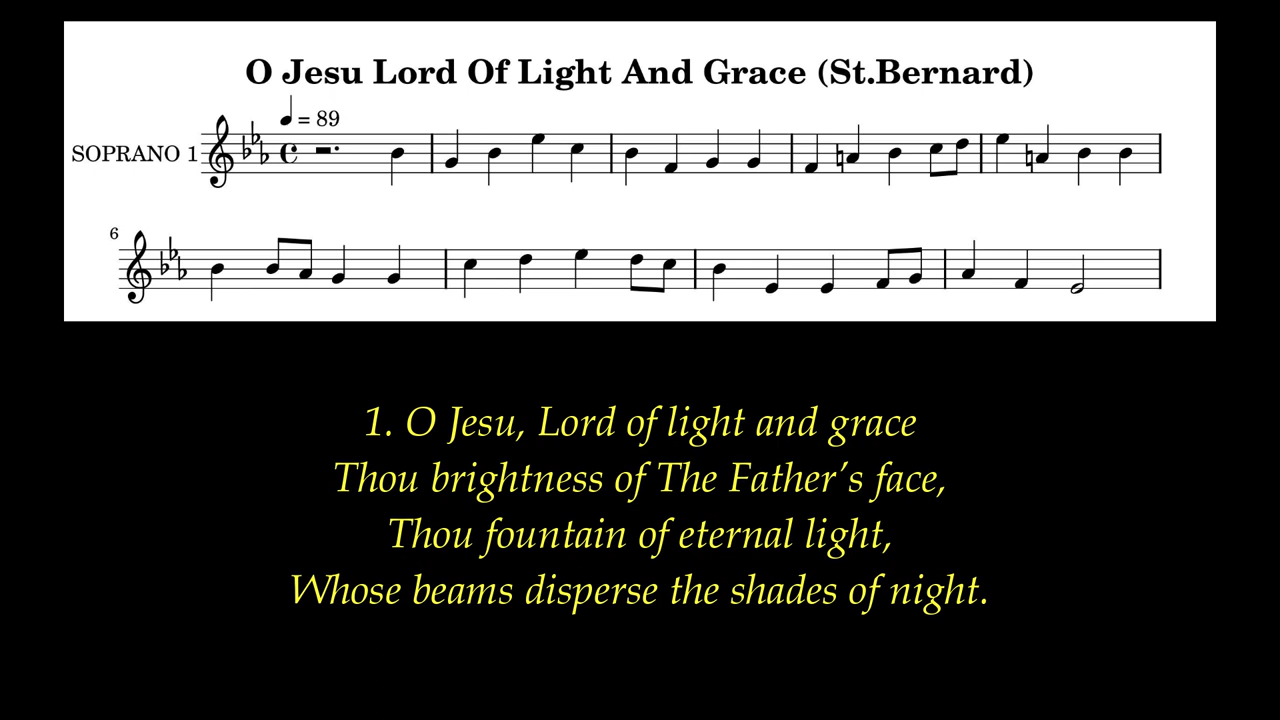 O Jesu Lord Of Light And Grace (St.Bernard)
= 89
SOPRANO 1
6
1. O Jesu, Lord of light and grace
Thou brightness of The Father’s face,
Thou fountain of eternal light,
Whose beams disperse the shades of night.